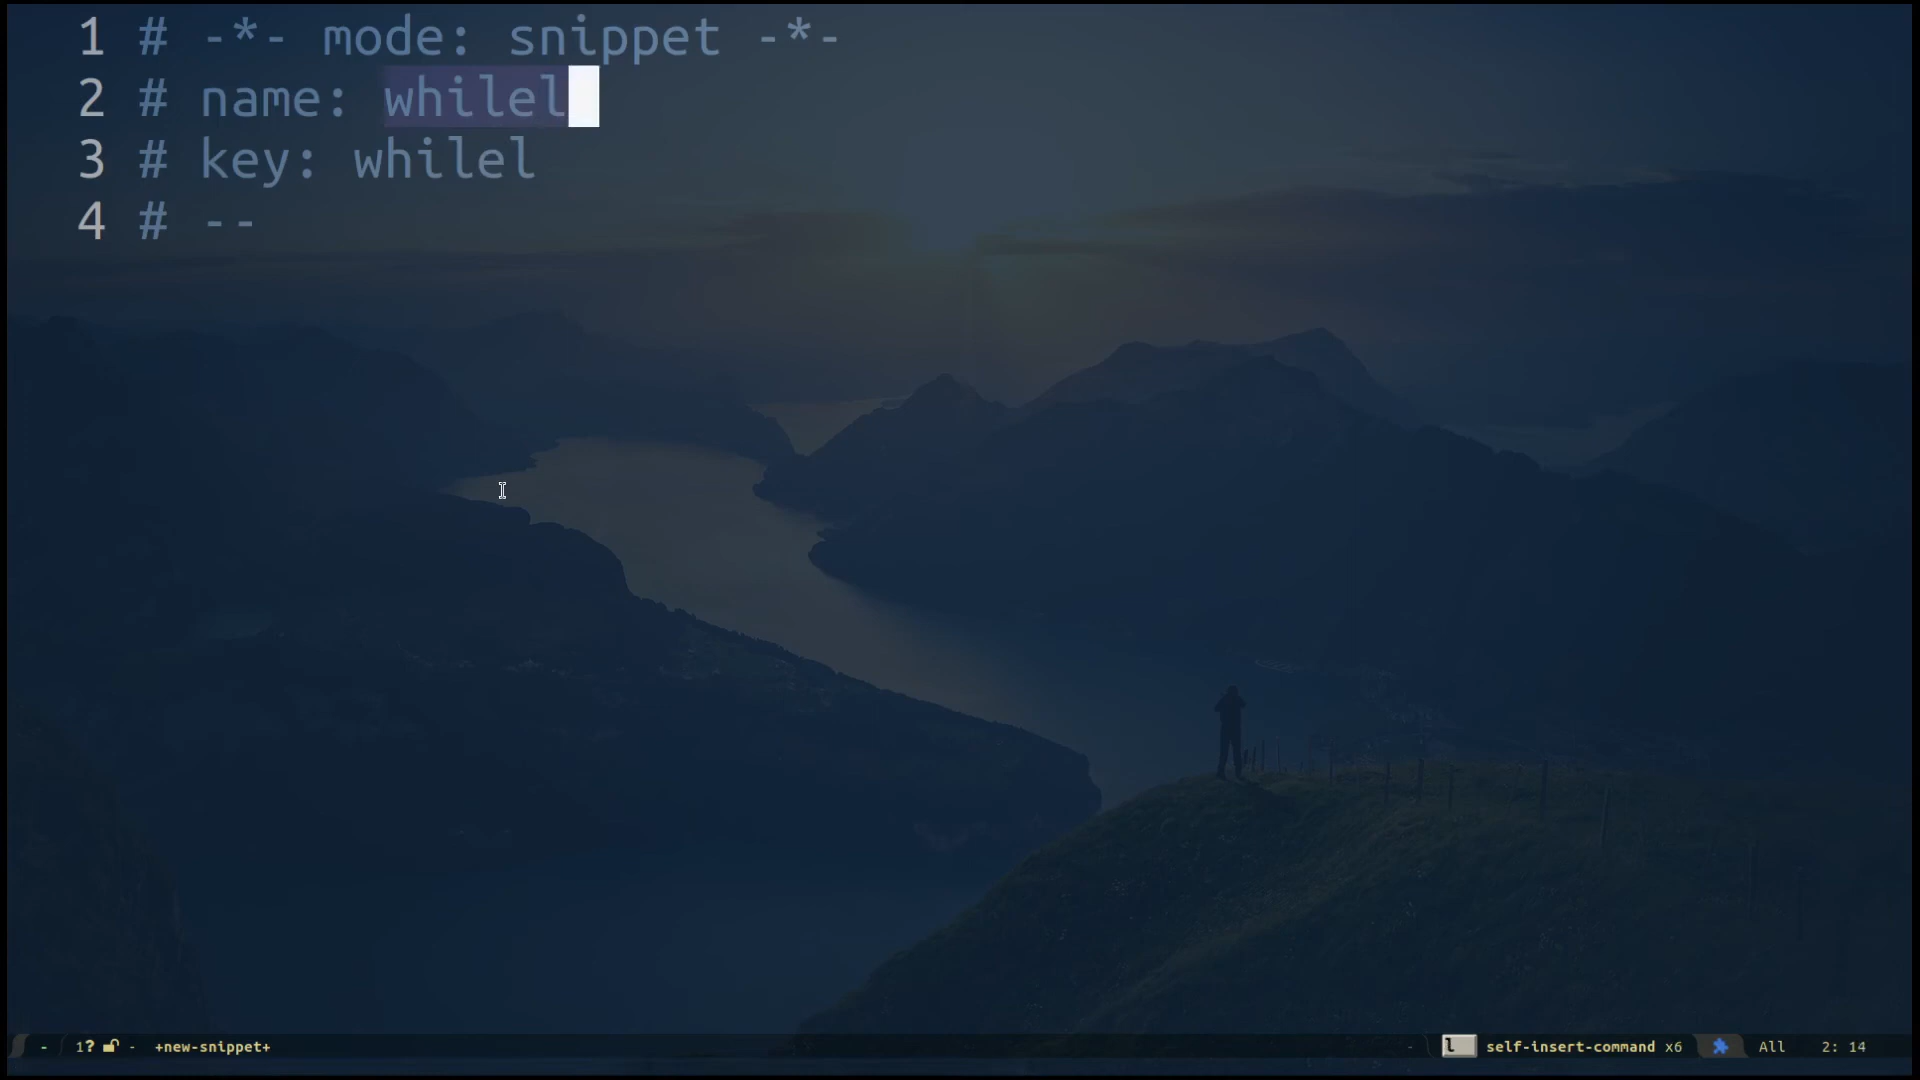 1 # -*- mode: snippet -*-
2 # name: whilel
3 # key: whilel
4 # --
- 1? - +new-snippet+ - l self-insert-command x6 All 2: 14